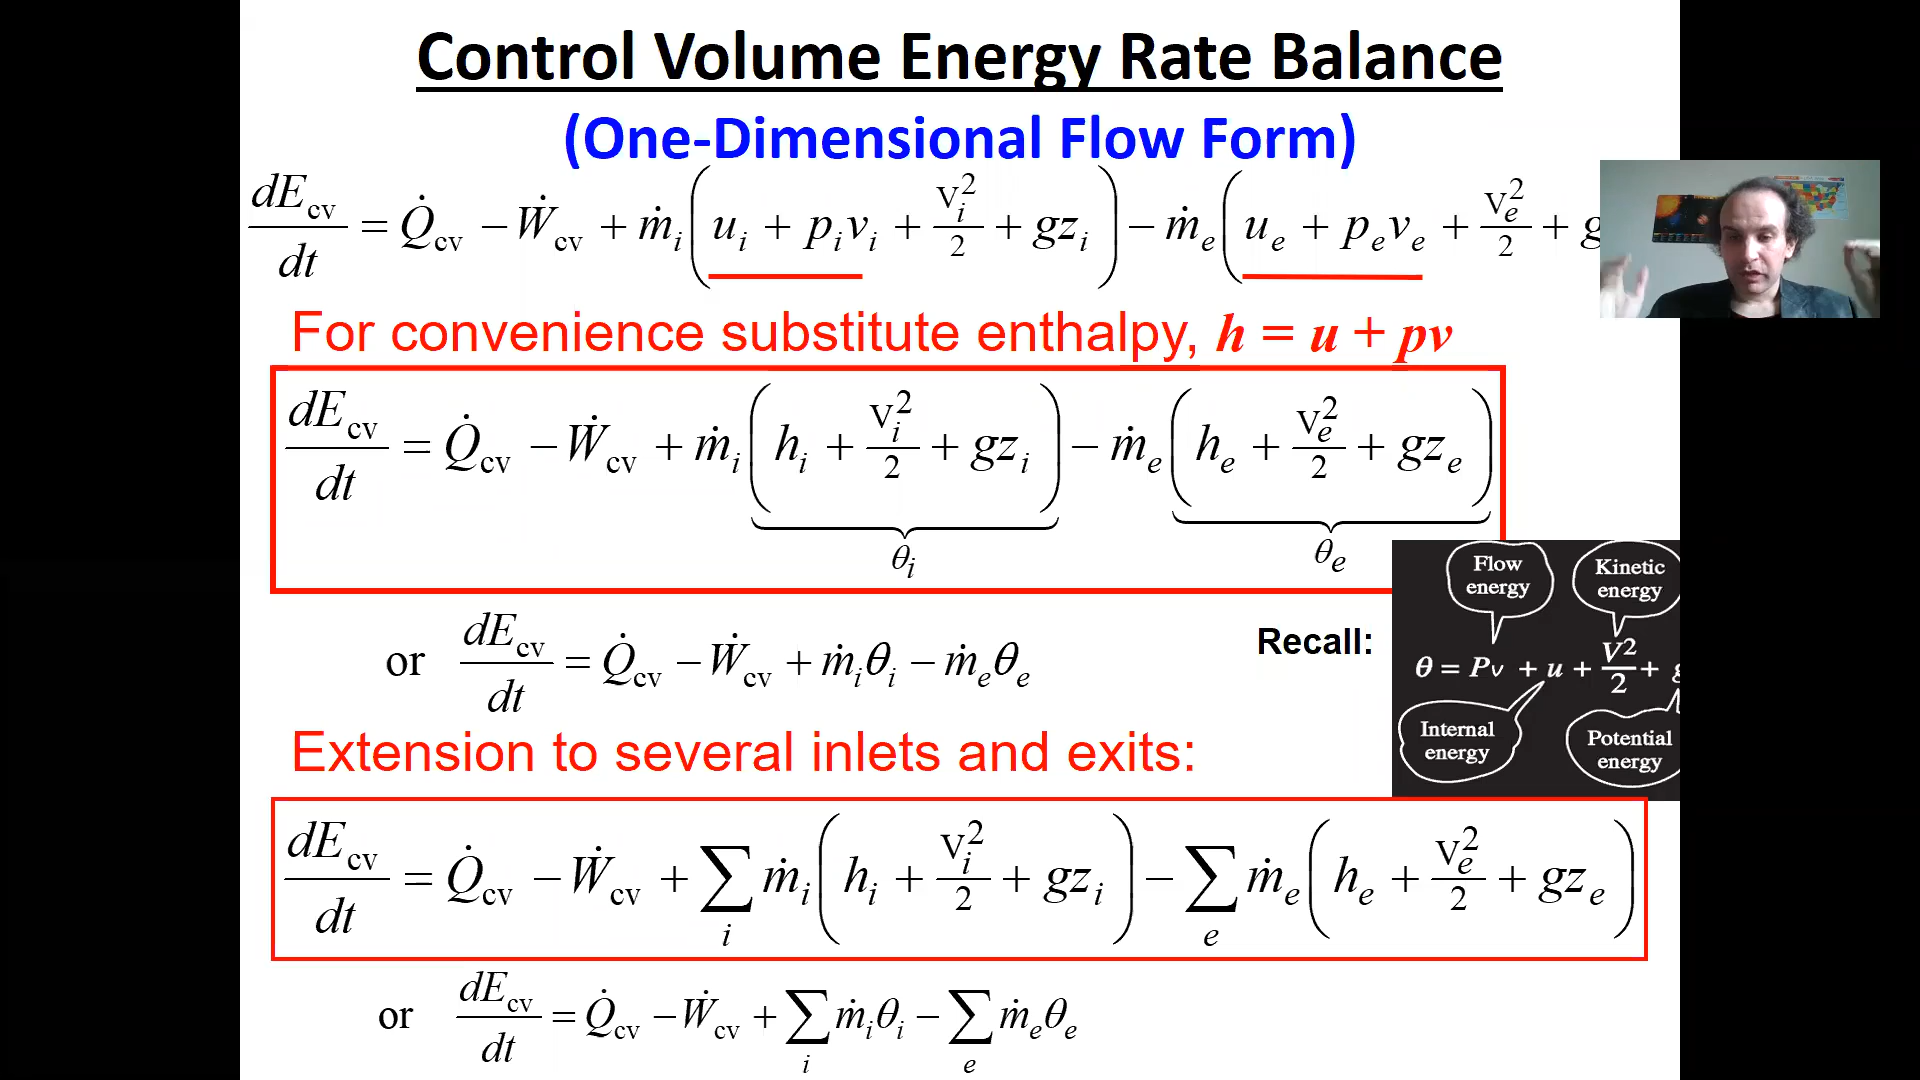 Control Volume Energy Rate Balance
(One-Dimensional Flow Form)
dE_cv/dt = Q̇_cv − Ẇ_cv + ṁ_i(u_i + p_i v_i + V_i²/2 + gz_i) − ṁ_e(u_e + p_e v_e + V_e²/2 + g
For convenience substitute enthalpy, h = u + pv
dE_cv/dt = Q̇_cv − Ẇ_cv + ṁ_i(h_i + V_i²/2 + gz_i) − ṁ_e(h_e + V_e²/2 + gz_e)
θ_i θ_e
or dE_cv/dt = Q̇_cv − Ẇ_cv + ṁ_i θ_i − ṁ_e θ_e
Recall:
Flow energy
Kinetic energy
θ = Pv + u + V²/2 + g
Internal energy
Potential energy
Extension to several inlets and exits:
dE_cv/dt = Q̇_cv − Ẇ_cv + ∑_i ṁ_i(h_i + V_i²/2 + gz_i) − ∑_e ṁ_e(h_e + V_e²/2 + gz_e)
or dE_cv/dt = Q̇_cv − Ẇ_cv + ∑_i ṁ_i θ_i − ∑_e ṁ_e θ_e